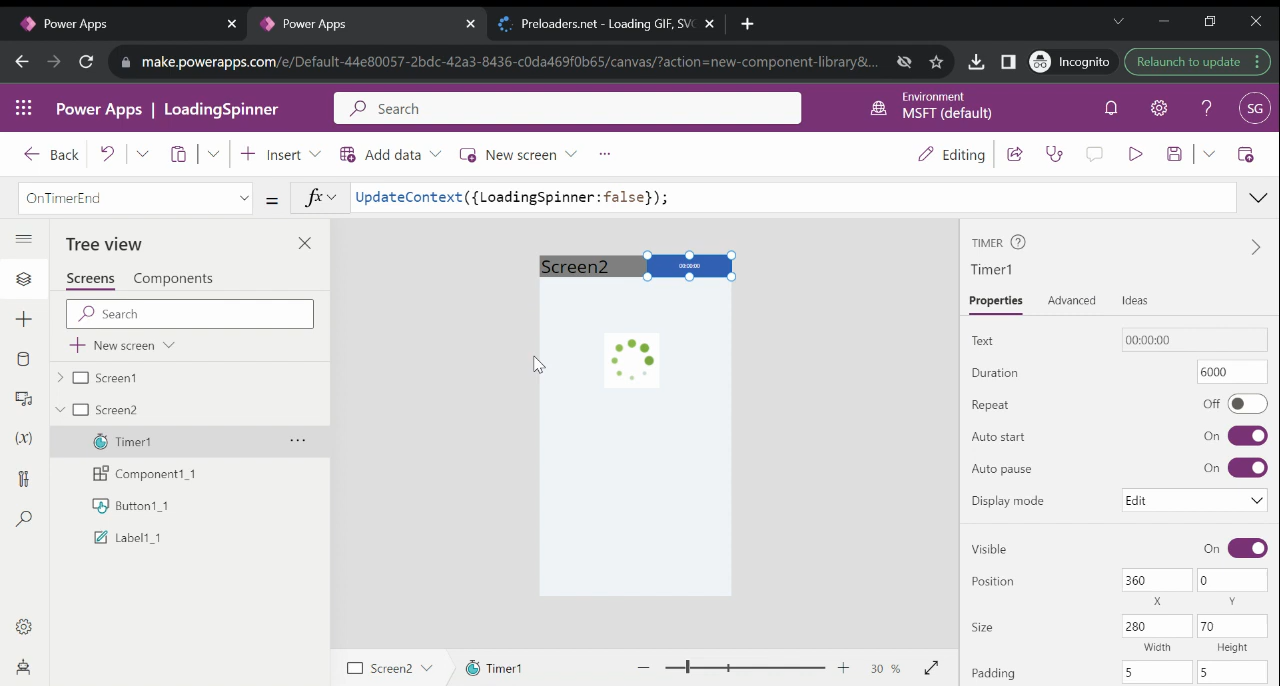 Power Apps
Power Apps
Preloaders.net - Loading GIF, SV
make.powerapps.com/e/Default-44e80057-2bdc-42a3-8436-c0da469f0b65/canvas/?action=new-component-library&...
Incognito
Relaunch to update
Power Apps | LoadingSpinner
Search
Environment
MSFT (default)
SG
Back
Insert
Add data
New screen
...
Editing
OnTimerEnd
=
fx
UpdateContext({LoadingSpinner:false});
Tree view
Screens
Components
Search
New screen
Screen1
Screen2
Timer1
...
Component1_1
Button1_1
Label1_1
(x)
Screen2
00:00:00
Screen2
Timer1
30 %
TIMER
Timer1
Properties
Advanced
Ideas
Text
00:00:00
Duration
6000
Repeat
Off
Auto start
On
Auto pause
On
Display mode
Edit
Visible
On
Position
360
0
X
Y
Size
280
70
Width
Height
Padding
5
5